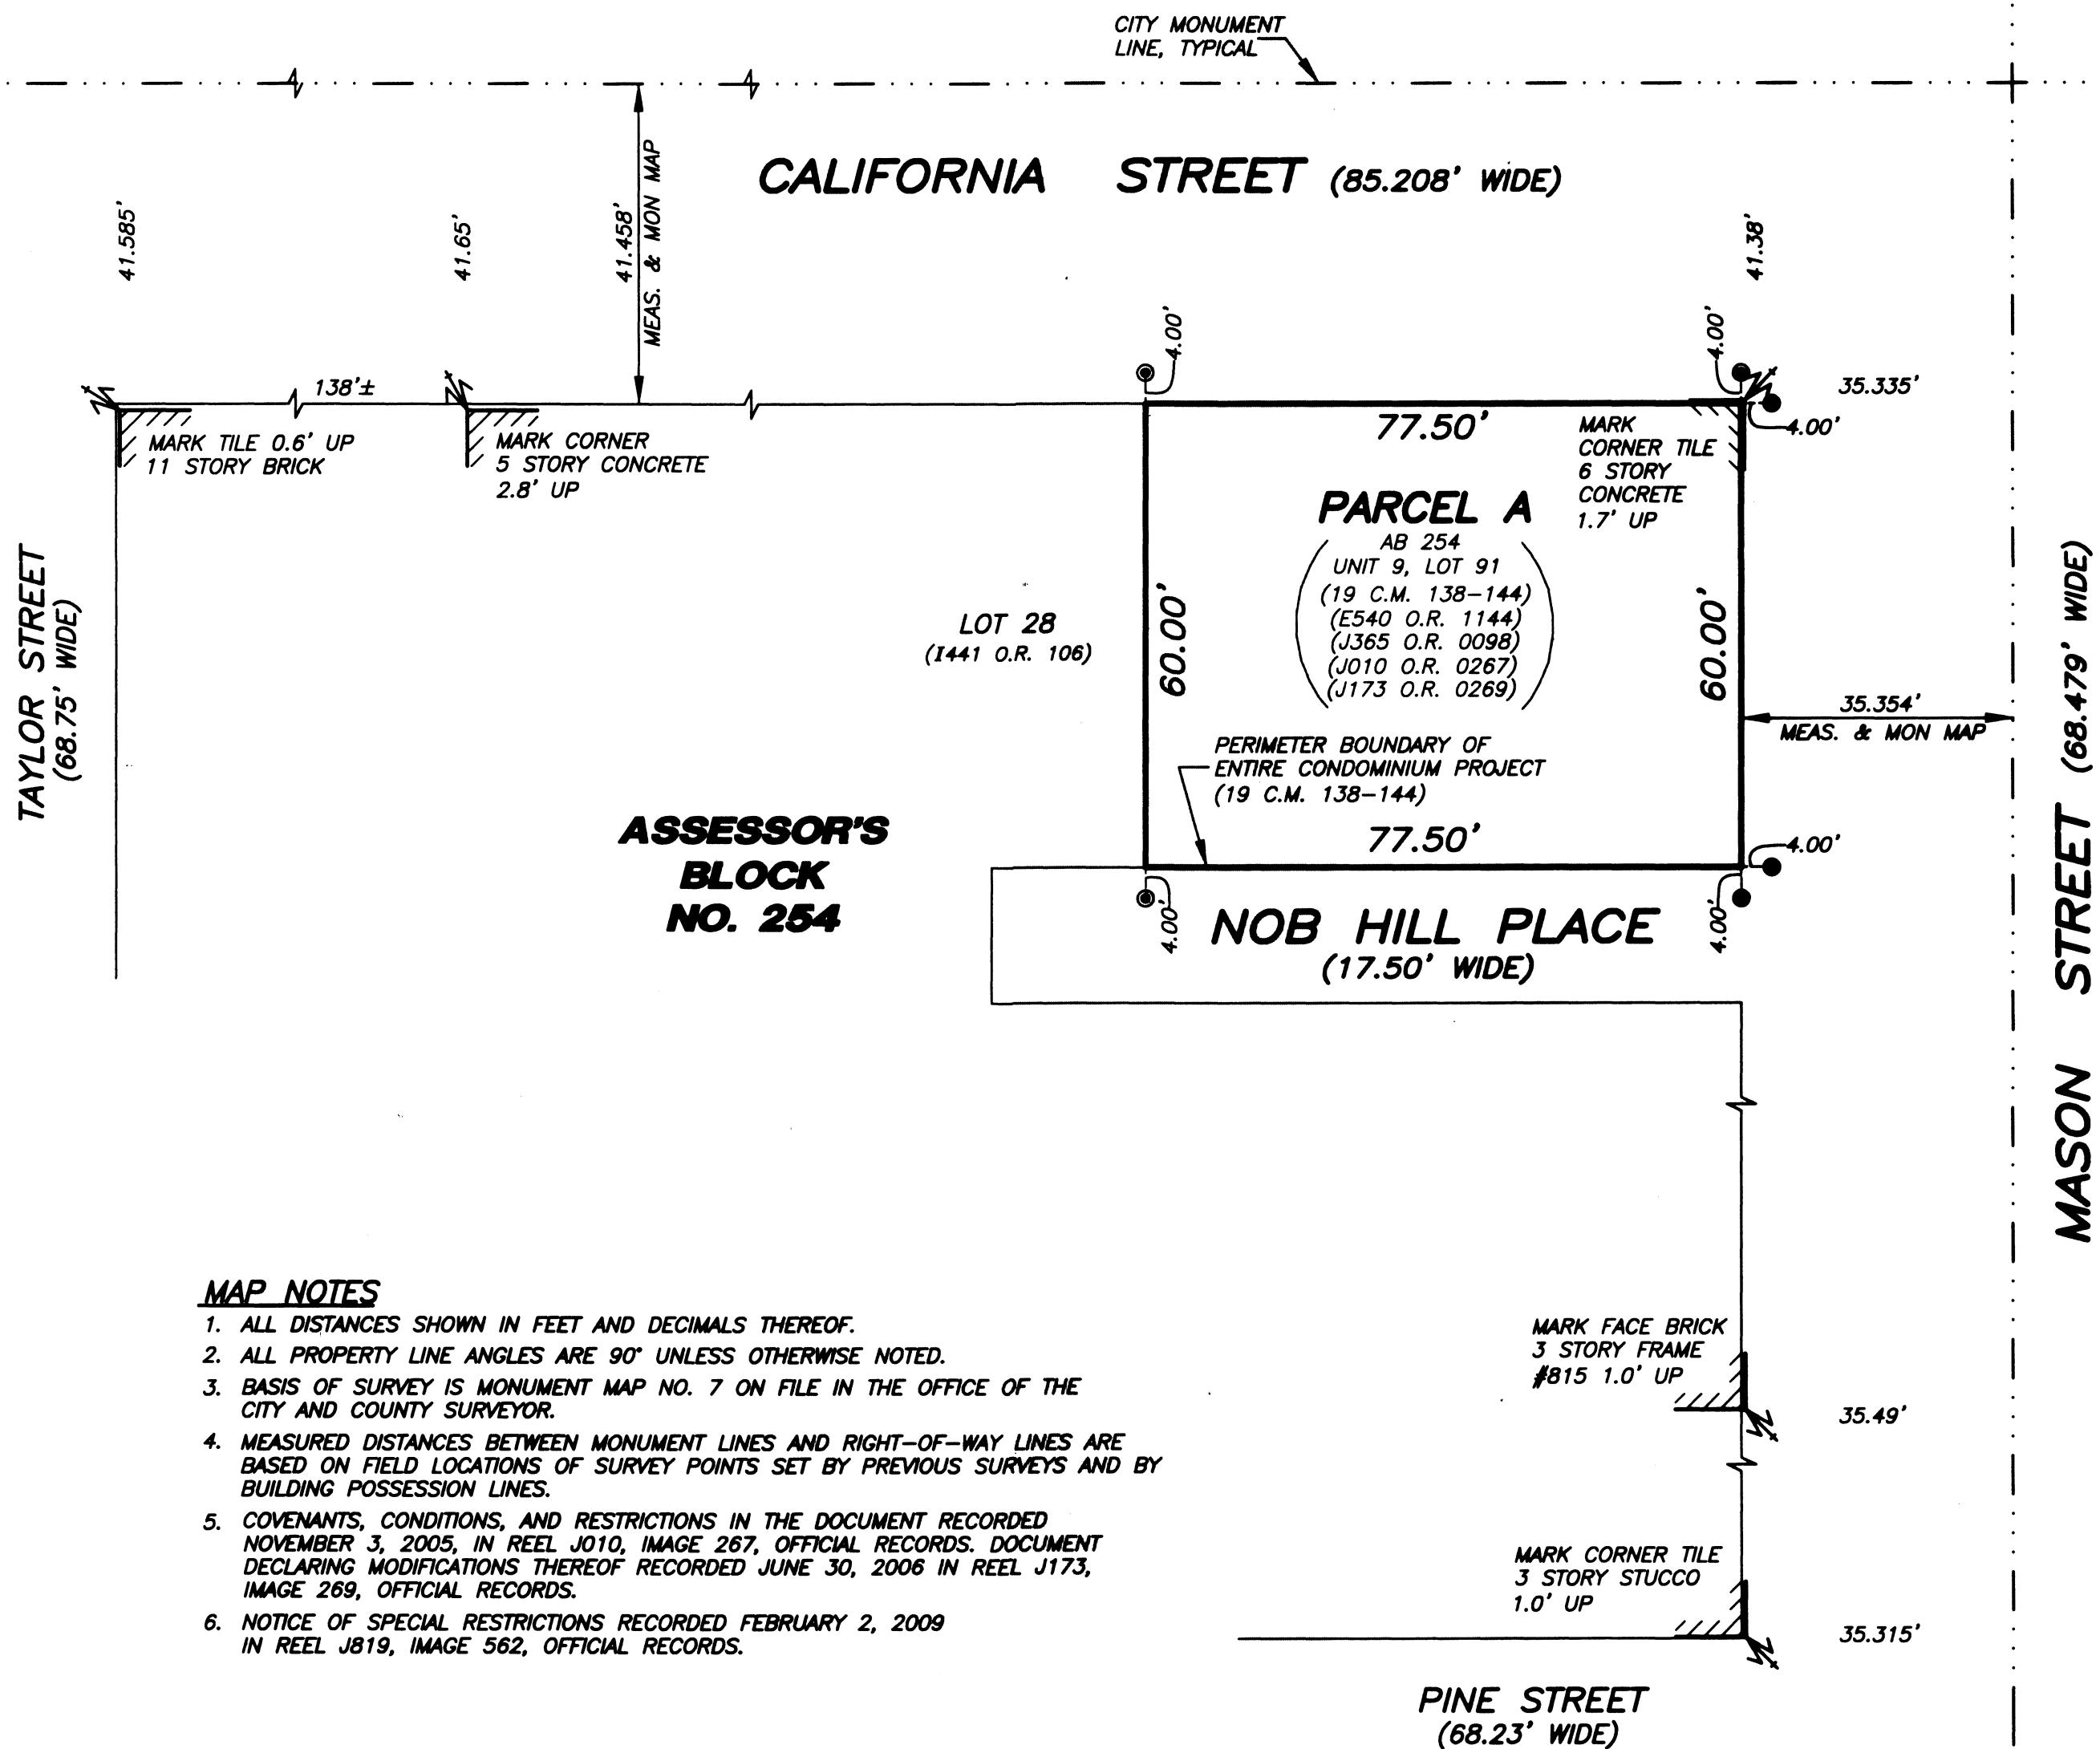 CITY MONUMENT
LINE, TYPICAL
CALIFORNIA STREET (85.208' WIDE)
41.585'
41.65'
41.458'
MEAS. & MON MAP
41.38'
4.00'
4.00'
138'±
35.335'
4.00'
77.50'
MARK TILE 0.6' UP
11 STORY BRICK
MARK CORNER
5 STORY CONCRETE
2.8' UP
MARK
CORNER TILE
6 STORY
CONCRETE
1.7' UP
PARCEL A
AB 254
UNIT 9, LOT 91
(19 C.M. 138-144)
(E540 O.R. 1144)
(J365 O.R. 0098)
(J010 O.R. 0267)
(J173 O.R. 0269)
60.00'
60.00'
LOT 28
(I441 O.R. 106)
TAYLOR STREET
(68.75' WIDE)
35.354'
MEAS. & MON MAP
MASON STREET (68.479' WIDE)
PERIMETER BOUNDARY OF
ENTIRE CONDOMINIUM PROJECT
(19 C.M. 138-144)
77.50'
4.00'
ASSESSOR'S
BLOCK
NO. 254
4.00'
4.00'
NOB HILL PLACE
(17.50' WIDE)
MAP NOTES
1. ALL DISTANCES SHOWN IN FEET AND DECIMALS THEREOF.
2. ALL PROPERTY LINE ANGLES ARE 90° UNLESS OTHERWISE NOTED.
3. BASIS OF SURVEY IS MONUMENT MAP NO. 7 ON FILE IN THE OFFICE OF THE
CITY AND COUNTY SURVEYOR.
4. MEASURED DISTANCES BETWEEN MONUMENT LINES AND RIGHT-OF-WAY LINES ARE
BASED ON FIELD LOCATIONS OF SURVEY POINTS SET BY PREVIOUS SURVEYS AND BY
BUILDING POSSESSION LINES.
5. COVENANTS, CONDITIONS, AND RESTRICTIONS IN THE DOCUMENT RECORDED
NOVEMBER 3, 2005, IN REEL J010, IMAGE 267, OFFICIAL RECORDS. DOCUMENT
DECLARING MODIFICATIONS THEREOF RECORDED JUNE 30, 2006 IN REEL J173,
IMAGE 269, OFFICIAL RECORDS.
6. NOTICE OF SPECIAL RESTRICTIONS RECORDED FEBRUARY 2, 2009
IN REEL J819, IMAGE 562, OFFICIAL RECORDS.
MARK FACE BRICK
3 STORY FRAME
#815 1.0' UP
35.49'
MARK CORNER TILE
3 STORY STUCCO
1.0' UP
35.315'
PINE STREET
(68.23' WIDE)